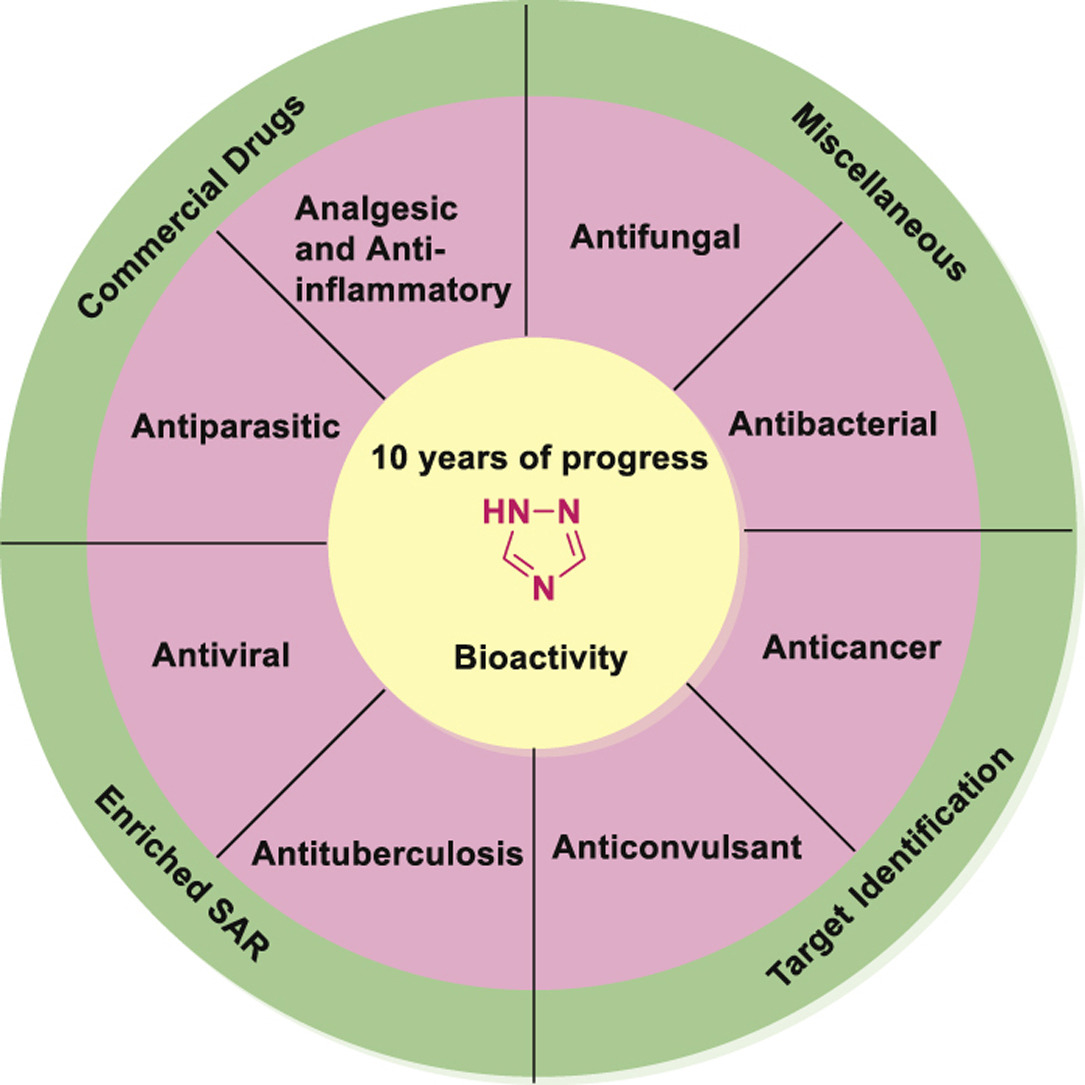 Commercial Drugs
Miscellaneous
Analgesic
and Anti-
inflammatory
Antifungal
Antiparasitic
Antibacterial
10 years of progress
HN N
N
Bioactivity
Antiviral
Anticancer
Antituberculosis
Anticonvulsant
Enriched SAR
Target Identification